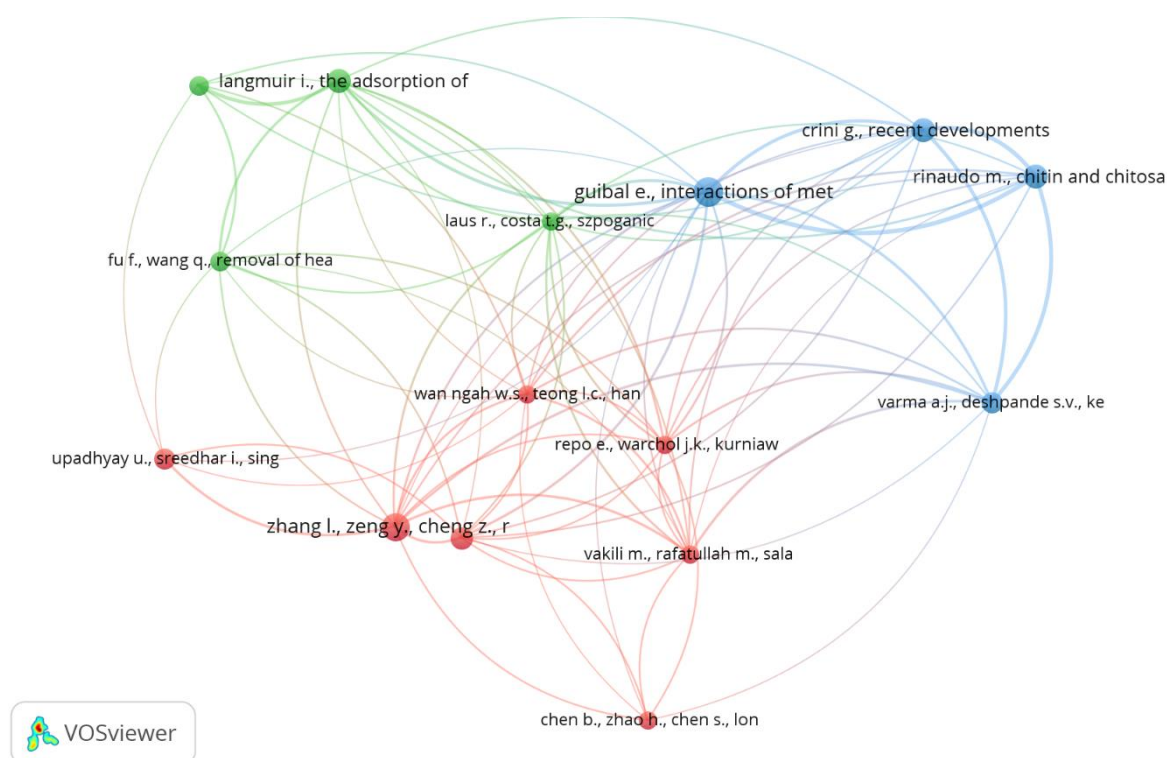 langmuir i., the adsorption of
crini g., recent developments
rinaudo m., chitin and chitosa
guibal e., interactions of met
laus r., costa t.g., szpoganic
fu f., wang q., removal of hea
wan ngah w.s., teong l.c., han
varma a.j., deshpande s.v., ke
repo e., warchol j.k., kurniaw
upadhyay u., sreedhar i., sing
zhang l., zeng y., cheng z., r
vakili m., rafatullah m., sala
chen b., zhao h., chen s., lon
VOSviewer